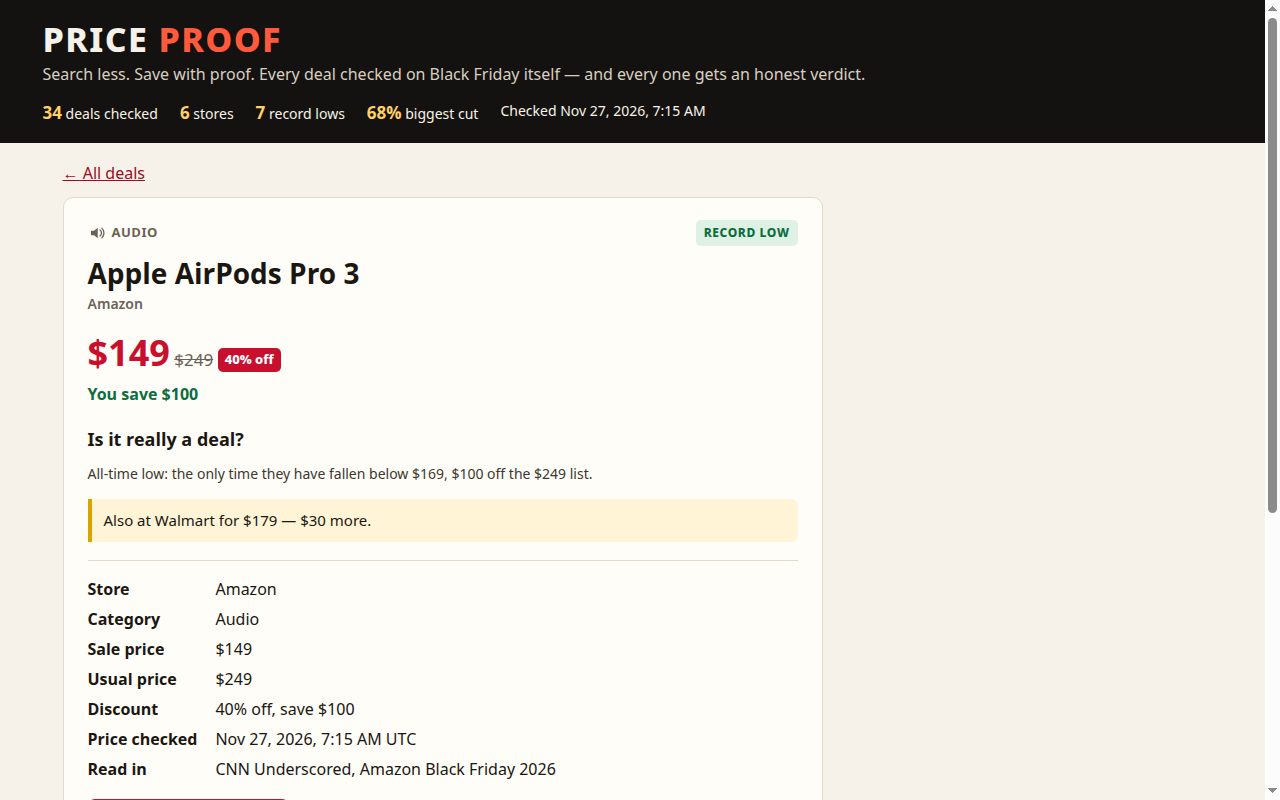 PRICE PROOF
Search less. Save with proof. Every deal checked on Black Friday itself — and every one gets an honest verdict.
34 deals checked 6 stores 7 record lows 68% biggest cut Checked Nov 27, 2026, 7:15 AM
← All deals
AUDIO RECORD LOW
Apple AirPods Pro 3
Amazon
$149 $249 40% off
You save $100
Is it really a deal?
All-time low: the only time they have fallen below $169, $100 off the $249 list.
Also at Walmart for $179 — $30 more.
Store Amazon
Category Audio
Sale price $149
Usual price $249
Discount 40% off, save $100
Price checked Nov 27, 2026, 7:15 AM UTC
Read in CNN Underscored, Amazon Black Friday 2026